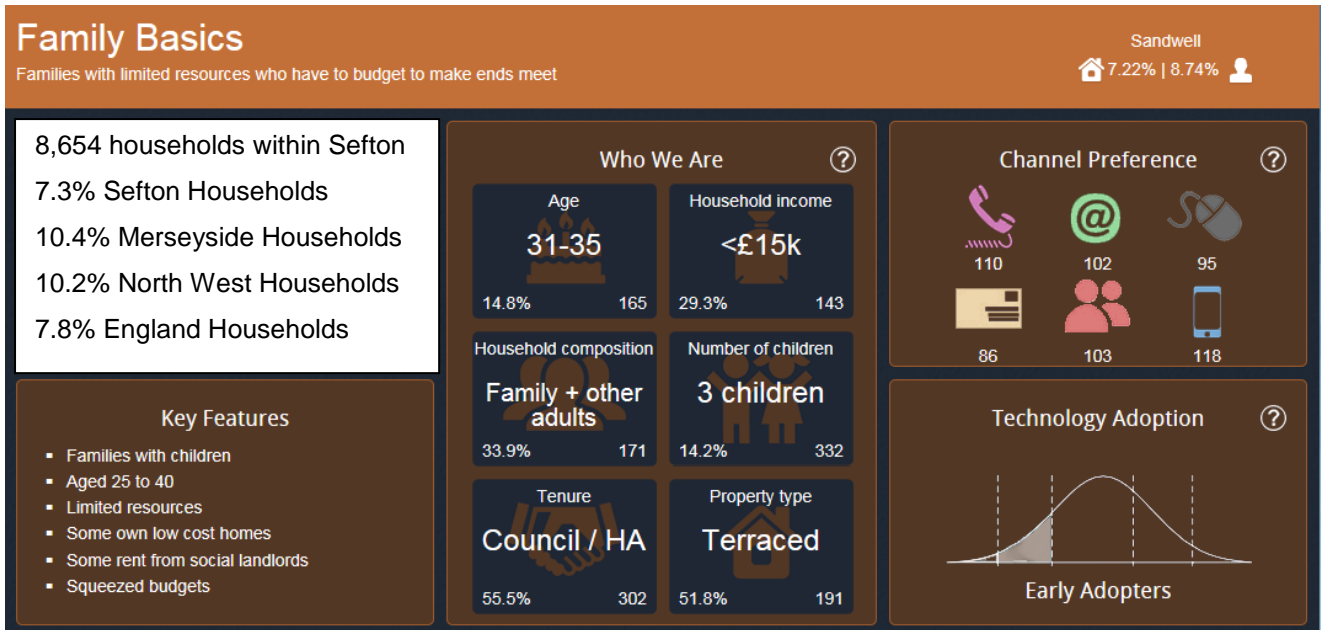 Family Basics
Families with limited resources who have to budget to make ends meet
Sandwell
7.22% | 8.74%
8,654 households within Sefton
7.3% Sefton Households
10.4% Merseyside Households
10.2% North West Households
7.8% England Households
Key Features
▪ Families with children
▪ Aged 25 to 40
▪ Limited resources
▪ Some own low cost homes
▪ Some rent from social landlords
▪ Squeezed budgets
Who We Are ?
Age
31-35
14.8% 165
Household income
<£15k
29.3% 143
Household composition
Family + other
adults
33.9% 171
Number of children
3 children
14.2% 332
Tenure
Council / HA
55.5% 302
Property type
Terraced
51.8% 191
Channel Preference ?
@
110 102 95
86 103 118
Technology Adoption ?
Early Adopters